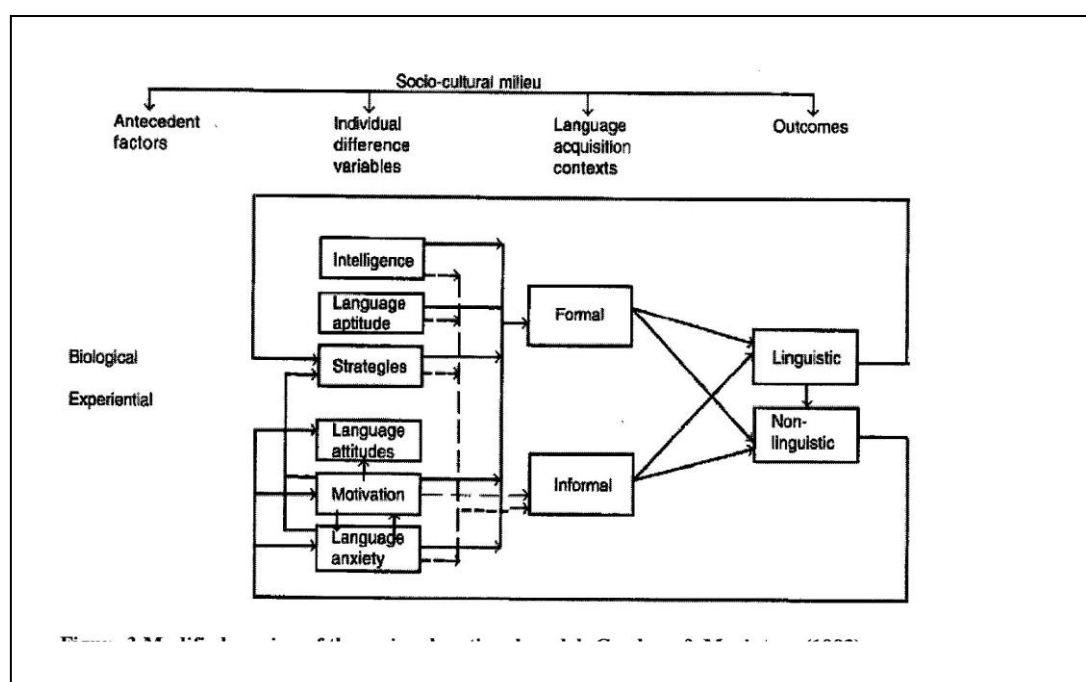 Socio-cultural milieu
Antecedent
factors
Individual
difference
variables
Language
acquisition
contexts
Outcomes
Intelligence
Language
aptitude
Strategies
Language
attitudes
Motivation
Language
anxiety
Biological
Experiential
Formal
Informal
Linguistic
Non-
linguistic